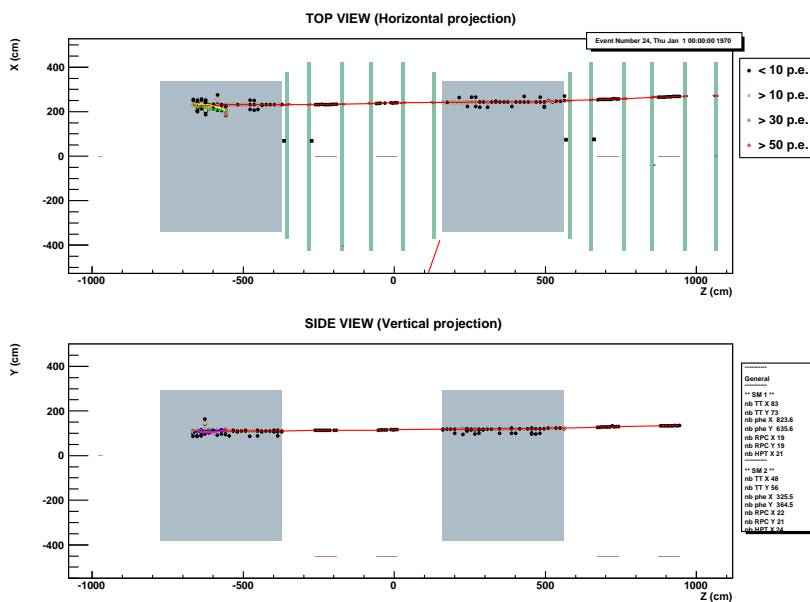 TOP VIEW (Horizontal projection)
Event Number 24, Thu Jan 1 00:00:00 1970
X (cm)
400
200
0
-200
-400
-1000
-500
0
500
1000
Z (cm)
< 10 p.e.
> 10 p.e.
> 30 p.e.
> 50 p.e.
SIDE VIEW (Vertical projection)
Y (cm)
400
200
0
-200
-400
-1000
-500
0
500
1000
Z (cm)
----------
General
** SM 1 **
nb TT X 83
nb TT Y 73
nb phe X 823.6
nb phe Y 635.6
nb RPC X 19
nb RPC Y 19
nb HPT X 21
----------
** SM 2 **
nb TT X 48
nb TT Y 56
nb phe X 325.5
nb phe Y 364.5
nb RPC X 22
nb RPC Y 21
nb HPT X 24